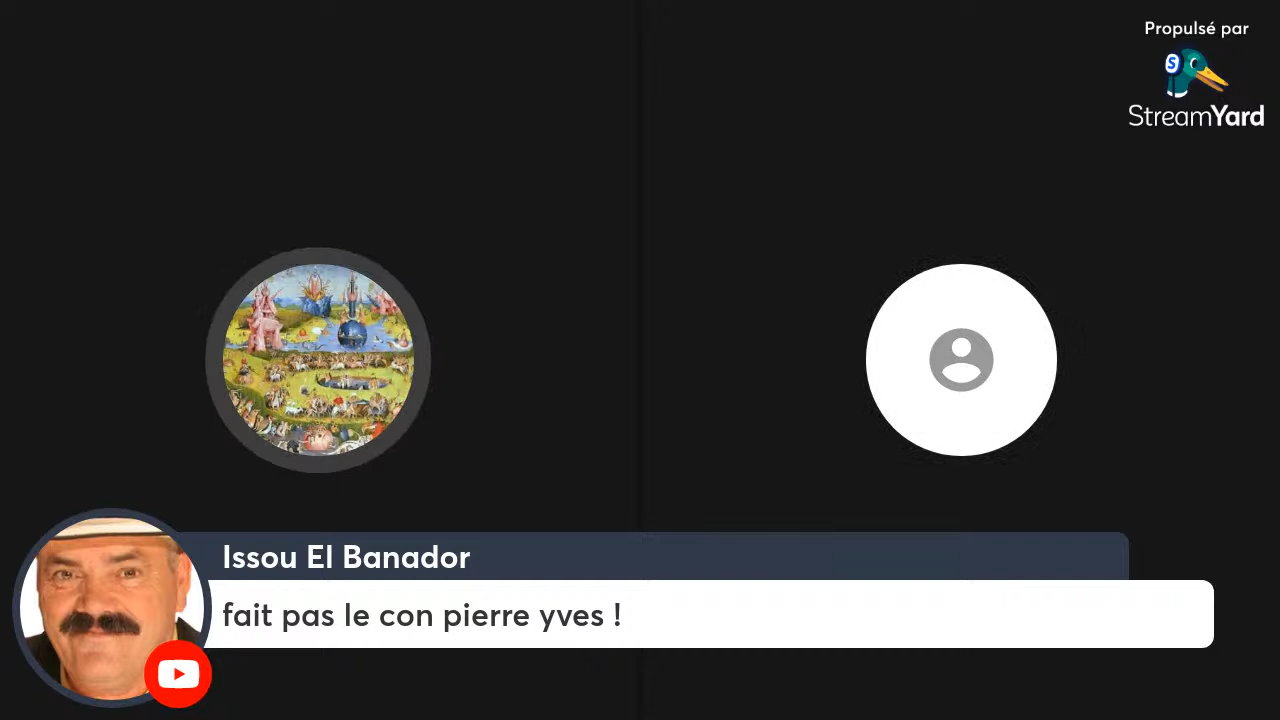 Propulsé par
S
StreamYard
Issou El Banador
fait pas le con pierre yves !